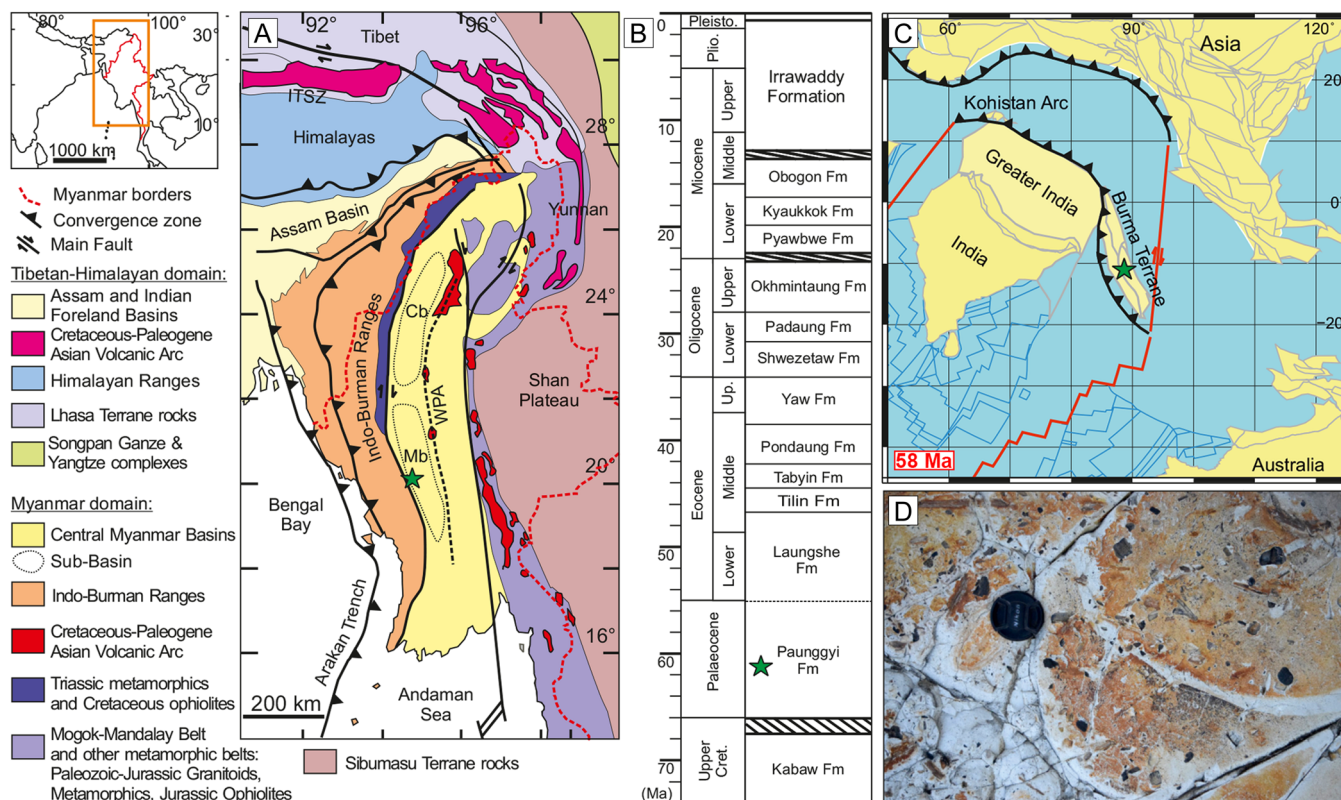 80°
100°
30°
10°
1000 km
Myanmar borders
Convergence zone
Main Fault
Tibetan-Himalayan domain:
Assam and Indian
Foreland Basins
Cretaceous-Paleogene
Asian Volcanic Arc
Himalayan Ranges
Lhasa Terrane rocks
Songpan Ganze &
Yangtze complexes
Myanmar domain:
Central Myanmar Basins
Sub-Basin
Indo-Burman Ranges
Cretaceous-Paleogene
Asian Volcanic Arc
Triassic metamorphics
and Cretaceous ophiolites
Mogok-Mandalay Belt
and other metamorphic belts:
Paleozoic-Jurassic Granitoids,
Metamorphics, Jurassic Ophiolites
Sibumasu Terrane rocks
A
92°
96°
Tibet
ITSZ
Himalayas
28°
Assam Basin
Yunnan
24°
Cb
Indo-Burman Ranges
WPA
Shan
Plateau
Mb
20°
Bengal
Bay
Arakan Trench
16°
Andaman
Sea
200 km
B
0
10
20
30
40
50
60
70
(Ma)
Pleisto.
Plio.
Miocene
Upper
Middle
Lower
Oligocene
Upper
Lower
Eocene
Up.
Middle
Lower
Palaeocene
Upper
Cret.
Irrawaddy
Formation
Obogon Fm
Kyaukkok Fm
Pyawbwe Fm
Okhmintaung Fm
Padaung Fm
Shwezetaw Fm
Yaw Fm
Pondaung Fm
Tabyin Fm
Tilin Fm
Laungshe
Fm
Paunggyi
Fm
Kabaw Fm
C
60°
90°
120°
Asia
20
Kohistan Arc
Greater India
Burma Terrane
0°
India
-20
58 Ma
Australia
D